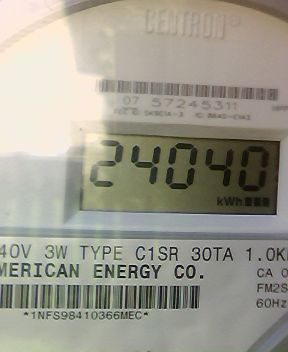 CENTRON®
07 57245311
24040
kWh
40V 3W TYPE C1SR 30TA 1.0K
MERICAN ENERGY CO.
CA 0
FM2S
60Hz
*1NFS98410366MEC*